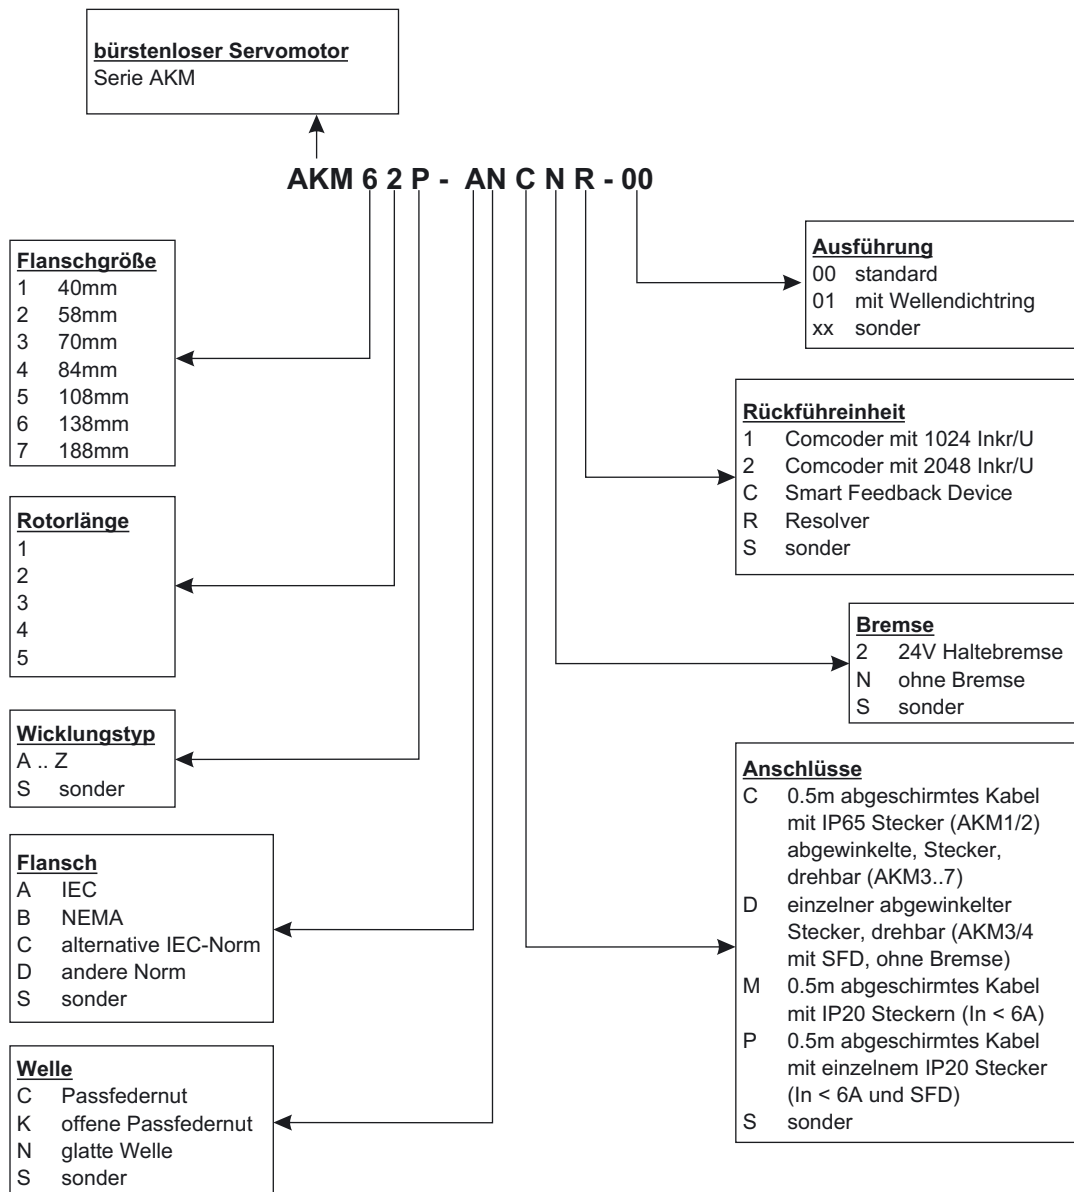 bürstenloser Servomotor
Serie AKM
AKM 6 2 P - AN C N R - 00
Flanschgröße
1 40mm
2 58mm
3 70mm
4 84mm
5 108mm
6 138mm
7 188mm
Rotorlänge
1
2
3
4
5
Wicklungstyp
A .. Z
S sonder
Flansch
A IEC
B NEMA
C alternative IEC-Norm
D andere Norm
S sonder
Welle
C Passfedernut
K offene Passfedernut
N glatte Welle
S sonder
Ausführung
00 standard
01 mit Wellendichtring
xx sonder
Rückführeinheit
1 Comcoder mit 1024 Inkr/U
2 Comcoder mit 2048 Inkr/U
C Smart Feedback Device
R Resolver
S sonder
Bremse
2 24V Haltebremse
N ohne Bremse
S sonder
Anschlüsse
C 0.5m abgeschirmtes Kabel
mit IP65 Stecker (AKM1/2)
abgewinkelte, Stecker,
drehbar (AKM3..7)
D einzelner abgewinkelter
Stecker, drehbar (AKM3/4
mit SFD, ohne Bremse)
M 0.5m abgeschirmtes Kabel
mit IP20 Steckern (In < 6A)
P 0.5m abgeschirmtes Kabel
mit einzelnem IP20 Stecker
(In < 6A und SFD)
S sonder